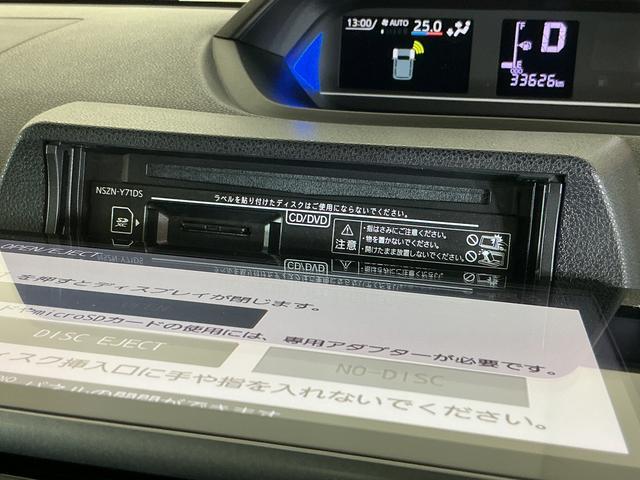 13:00 AUTO 25.0
D
F
E
33626km
NSZN-Y71DS
ラベルを貼り付けたディスクはご使用にならないでください。
CD/DVD
SD
XC
注意
・指はさみにご注意ください。
・物を置かないでください。
・開けたまま放置しないでください。
OPEN EJECT
を押すとディスプレイが閉じます。
microSDカードの使用には、専用アダプターが必要です。
DISC EJECT
NO-DISC
ィスク挿入口に手や指を入れないでください。